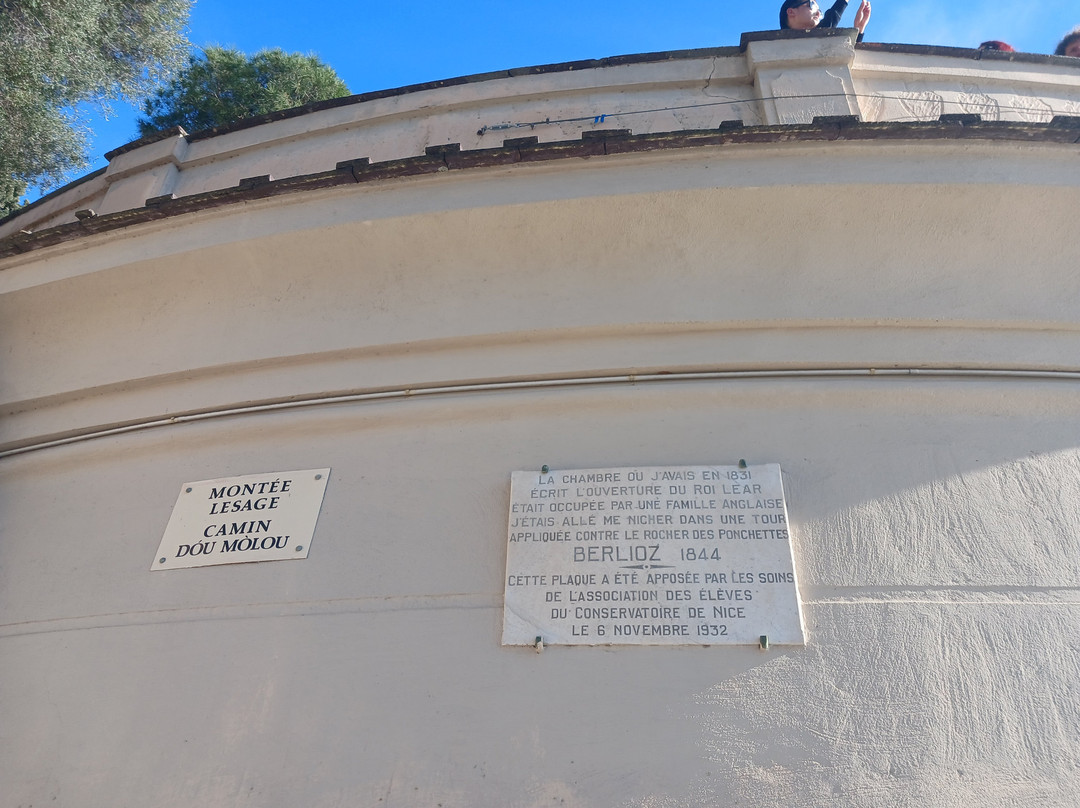 MONTÉE
LESAGE
CAMIN
DÓU MÒLOU
LA CHAMBRE OÙ J'AVAIS EN 1831
ÉCRIT L'OUVERTURE DU ROI LEAR
ÉTAIT OCCUPÉE PAR UNE FAMILLE ANGLAISE
J'ÉTAIS ALLÉ ME NICHER DANS UNE TOUR
APPLIQUÉE CONTRE LE ROCHER DES PONCHETTES
BERLIOZ 1844
CETTE PLAQUE A ÉTÉ APPOSÉE PAR LES SOINS
DE L'ASSOCIATION DES ÉLÈVES
DU CONSERVATOIRE DE NICE
LE 6 NOVEMBRE 1932